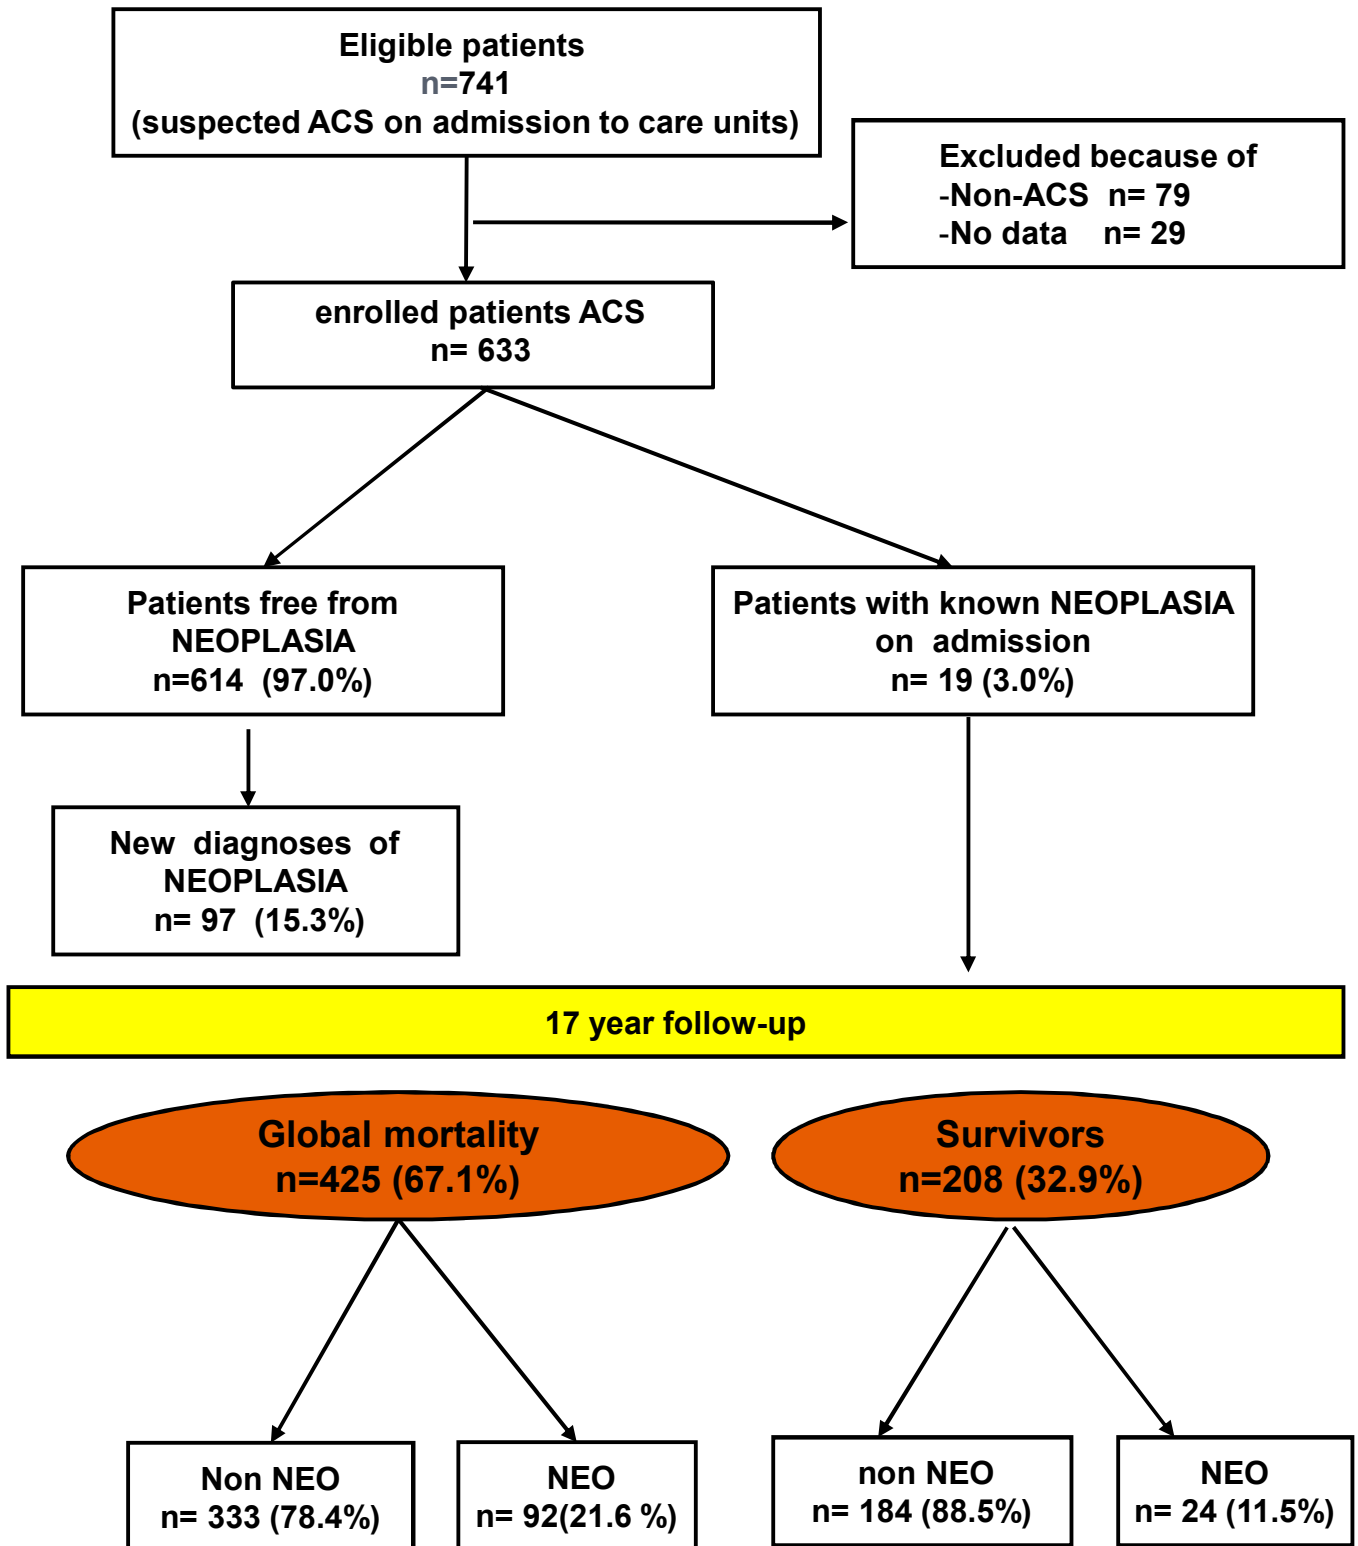 Eligible patients
n=741
(suspected ACS on admission to care units)
Excluded because of
-Non-ACS n= 79
-No data n= 29
enrolled patients ACS
n= 633
Patients free from
NEOPLASIA
n=614 (97.0%)
Patients with known NEOPLASIA
on admission
n= 19 (3.0%)
New diagnoses of
NEOPLASIA
n= 97 (15.3%)
17 year follow-up
Global mortality
n=425 (67.1%)
Survivors
n=208 (32.9%)
Non NEO
n= 333 (78.4%)
NEO
n= 92(21.6 %)
non NEO
n= 184 (88.5%)
NEO
n= 24 (11.5%)